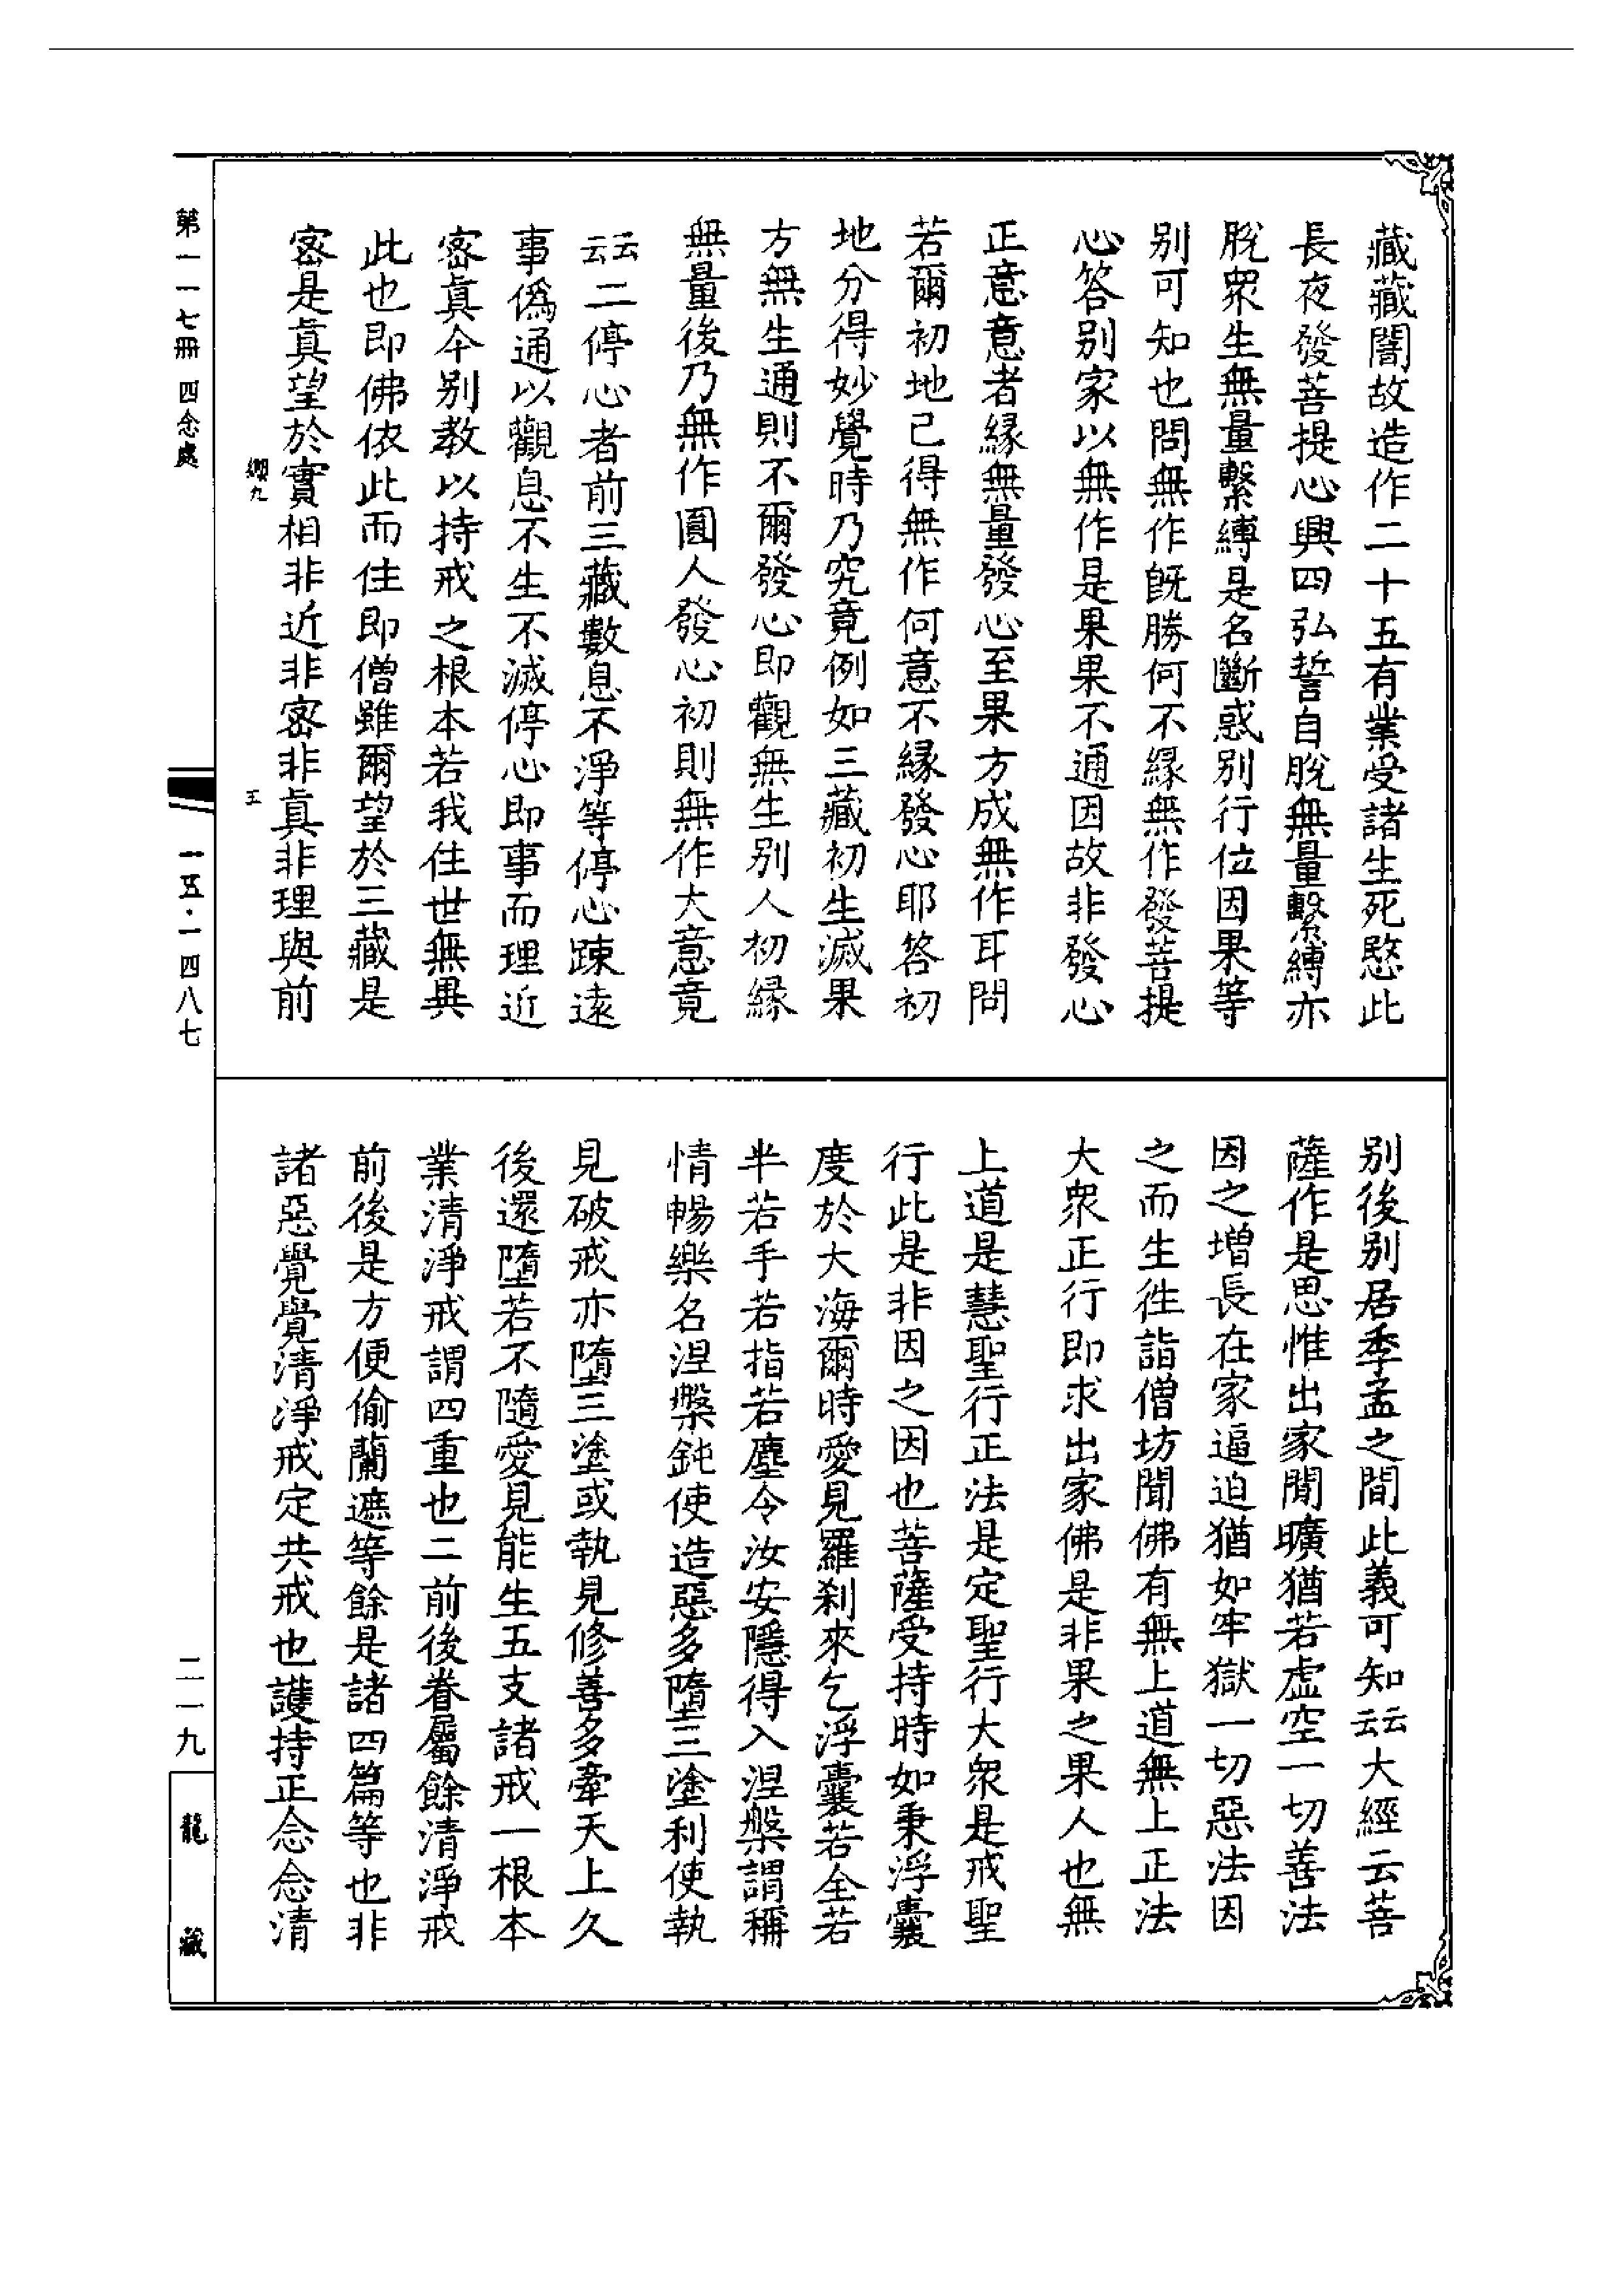 藏藏闇故造作二十五有業受諸生死愍此
長夜發菩提心興四弘誓自脫無量繫縛亦
脫衆生無量繫縛是名斷惑別行位因果等
別可知也問無作旣勝何不緣無作發菩提
心答別家以無作是果果不通因故非發心
正意意者緣無量發心至果方成無作耳問
若爾初地已得無作何意不緣發心耶答初
地分得妙覺時乃究竟例如三藏初生滅果
方無生通則不爾發心即觀無生別人初緣
無量後乃無作圓人發心初則無作大意竟
云云二停心者前三藏數息不淨等停心踈遠
事僞通以觀息不生不滅停心即事而理近
密眞今別教以持戒之根本若我住世無異
此也即佛依此而住即僧雖爾望於三藏是
密是眞望於實相非近非密非眞非理與前
別後別居季孟之間此義可知云云大經云菩
薩作是思惟出家閒曠猶若虛空一切善法
因之增長在家逼迫猶如牢獄一切惡法因
之而生徃詣僧坊聞佛有無上道無上正法
大衆正行即求出家佛是非果之果人也無
上道是慧聖行正法是定聖行大衆是戒聖
行此是非因之因也菩薩受持時如秉浮囊
度於大海爾時愛見羅刹來乞浮囊若全若
半若手若指若塵令汝安隱得入涅槃謂稱
情暢樂名涅槃鈍使造惡多墮三塗利使執
見破戒亦墮三塗或執見修善多牽天上久
後還墮若不隨愛見能生五支諸戒一根本
業清淨戒謂四重也二前後眷屬餘清淨戒
前後是方便偷蘭遮等餘是諸四篇等也非
諸惡覺覺清淨戒定共戒也護持正念念清
第一一七冊 四念處
鄉九
五
一五·一四八七
二一九
龍藏